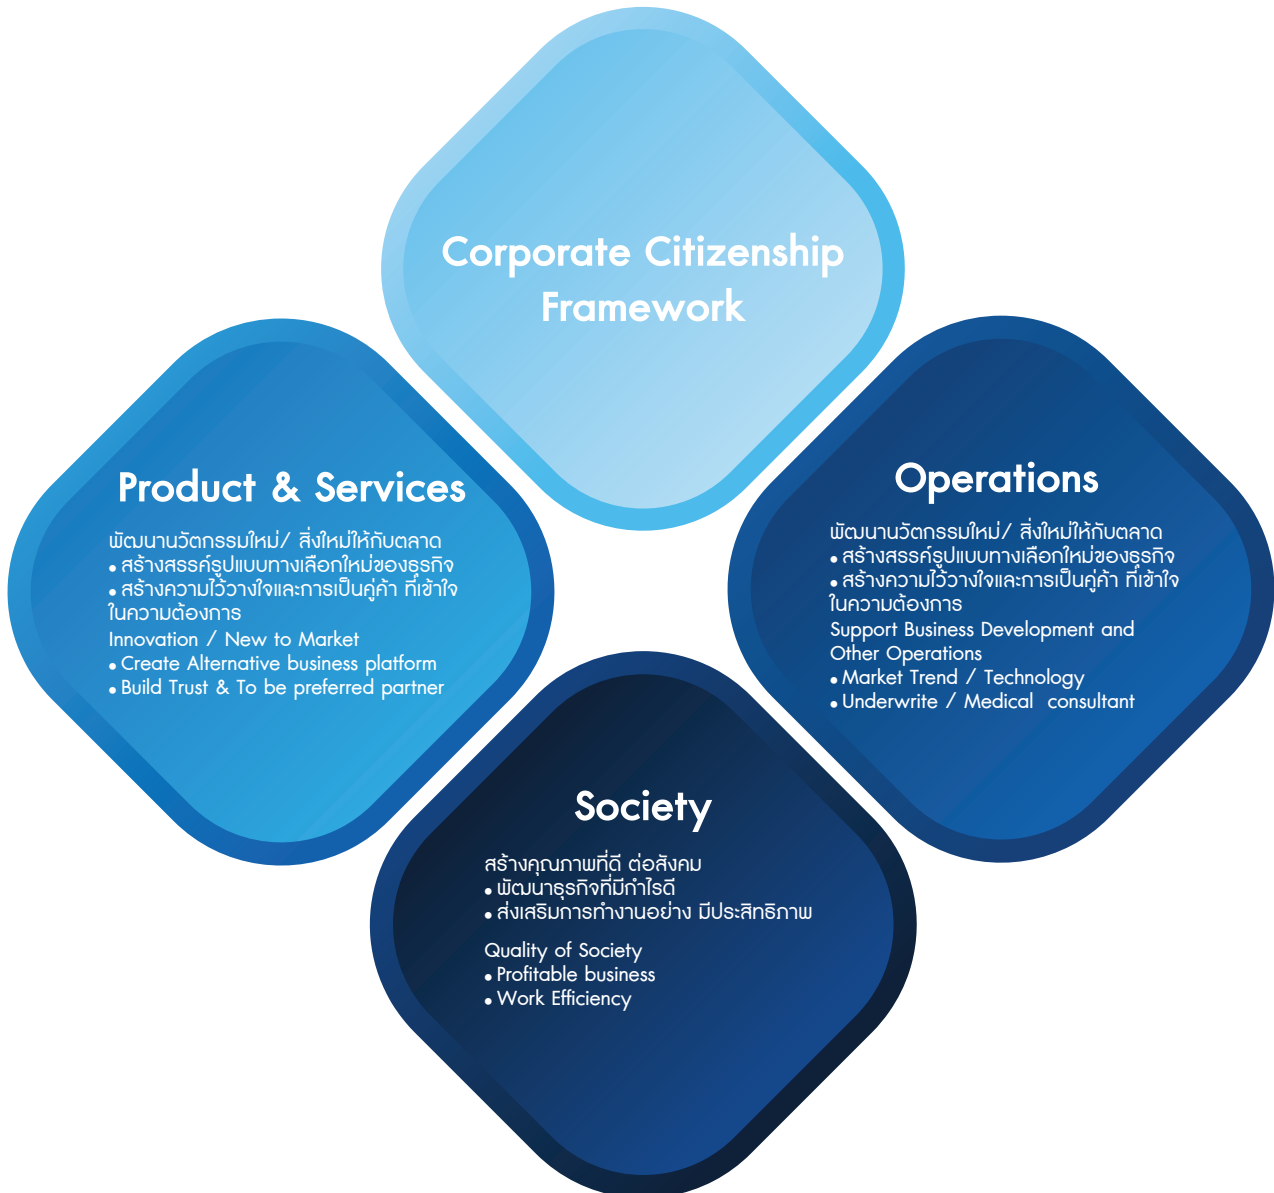 Corporate Citizenship
Framework
Product & Services
พัฒนานวัตกรรมใหม่/ สิ่งใหม่ให้กับตลาด
• สร้างสรรค์รูปแบบทางเลือกใหม่ของธุรกิจ
• สร้างความไว้วางใจและการเป็นคู่ค้า ที่เข้าใจ
ในความต้องการ
Innovation / New to Market
• Create Alternative business platform
• Build Trust & To be preferred partner
Operations
พัฒนานวัตกรรมใหม่/ สิ่งใหม่ให้กับตลาด
• สร้างสรรค์รูปแบบทางเลือกใหม่ของธุรกิจ
• สร้างความไว้วางใจและการเป็นคู่ค้า ที่เข้าใจ
ในความต้องการ
Support Business Development and
Other Operations
• Market Trend / Technology
• Underwrite / Medical consultant
Society
สร้างคุณภาพที่ดี ต่อสังคม
• พัฒนาธุรกิจที่มีกำไรดี
• ส่งเสริมการทำงานอย่าง มีประสิทธิภาพ
Quality of Society
• Profitable business
• Work Efficiency